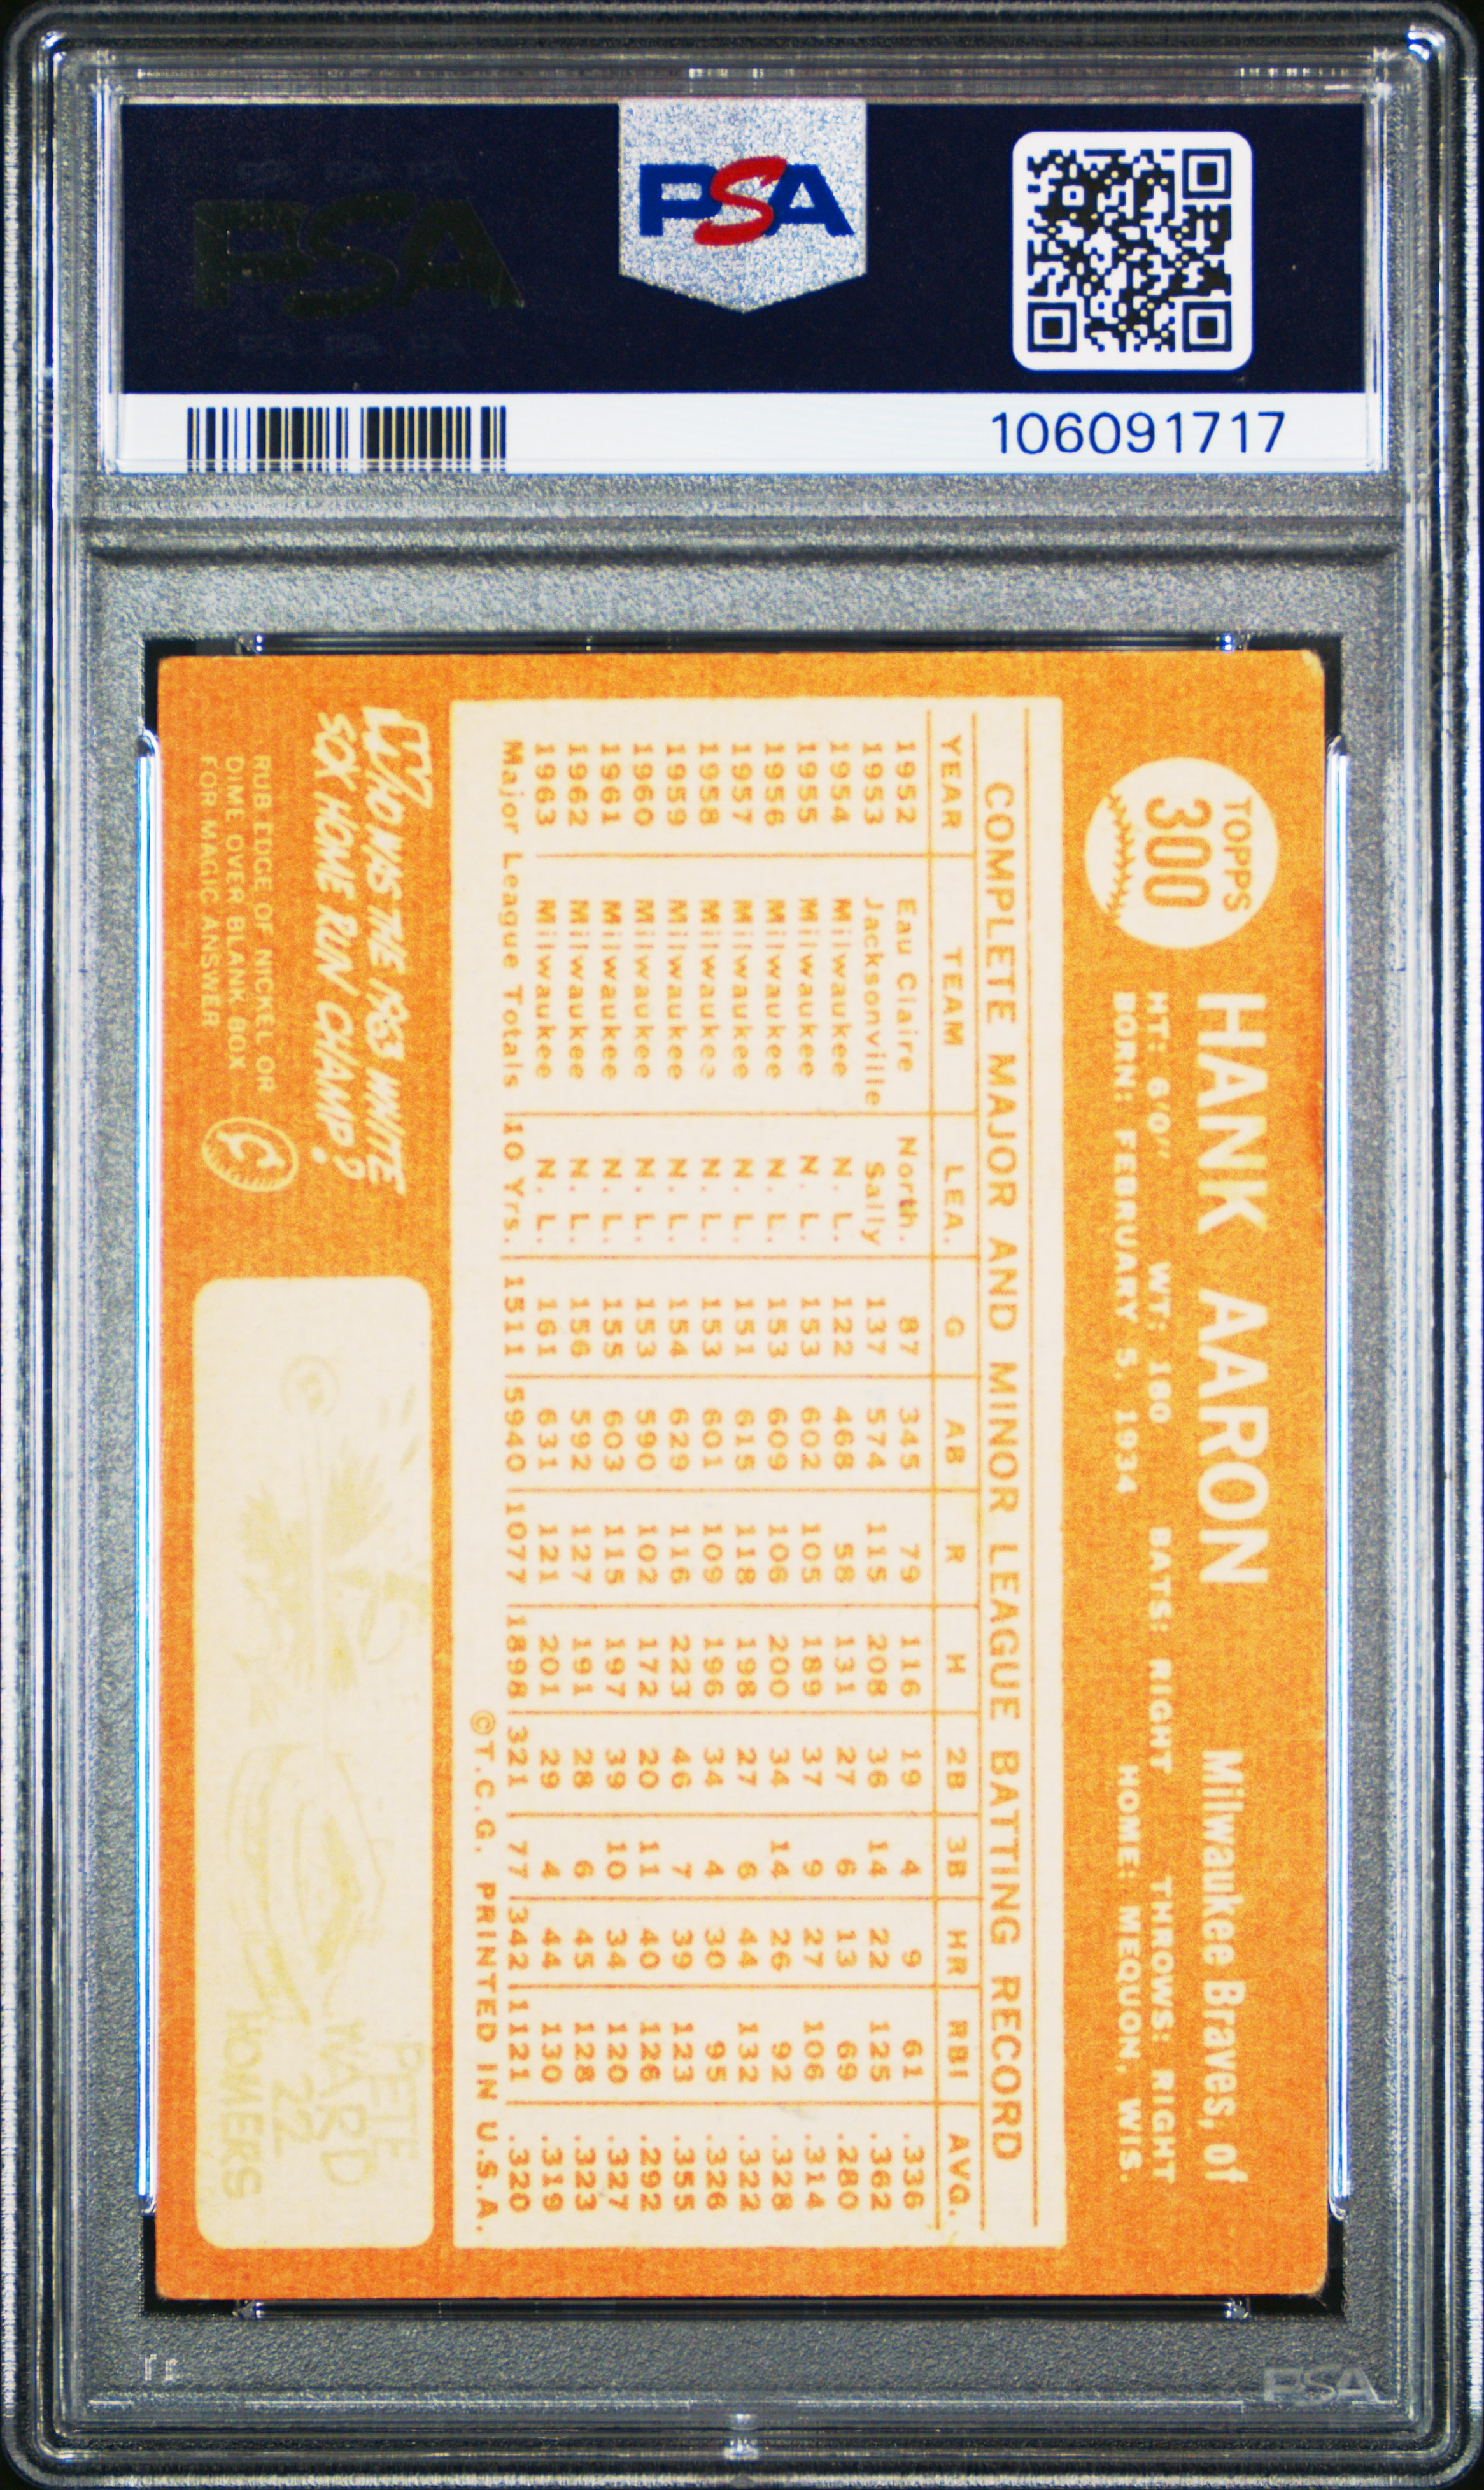 PSA
PSA
106091717
TOPPS
300
HANK AARON Milwaukee Braves, of
HT: 6'0" WT: 180 BATS: RIGHT THROWS: RIGHT
BORN: FEBRUARY 5, 1934 HOME: MEQUON, WIS.
COMPLETE MAJOR AND MINOR LEAGUE BATTING RECORD
YEAR TEAM LEA. G AB R H 2B 3B HR RBI AVG.
1952 Eau Claire North. 87 345 79 116 19 4 9 61 .336
1953 Jacksonville Sally 137 574 115 208 36 14 22 125 .362
1954 Milwaukee N. L. 122 468 58 131 27 6 13 69 .280
1955 Milwaukee N. L. 153 602 105 189 37 9 27 106 .314
1956 Milwaukee N. L. 153 609 106 200 34 14 26 92 .328
1957 Milwaukee N. L. 151 615 118 198 27 6 44 132 .322
1958 Milwaukee N. L. 153 601 109 196 34 4 30 95 .326
1959 Milwaukee N. L. 154 629 116 223 46 7 39 123 .355
1960 Milwaukee N. L. 153 590 102 172 20 11 40 126 .292
1961 Milwaukee N. L. 155 603 115 197 39 10 34 120 .327
1962 Milwaukee N. L. 156 592 127 191 28 6 45 128 .323
1963 Milwaukee N. L. 161 631 121 201 29 4 44 130 .319
Major League Totals 10 Yrs. 1511 5940 1077 1898 321 77 342 1121 .320
©T.C.G. PRINTED IN U.S.A.
WHO WAS THE 1963 WHITE
SOX HOME RUN CHAMP?
RUB EDGE OF NICKEL OR
DIME OVER BLANK BOX
FOR MAGIC ANSWER
PETE
WARD
22
HOMERS
PSA